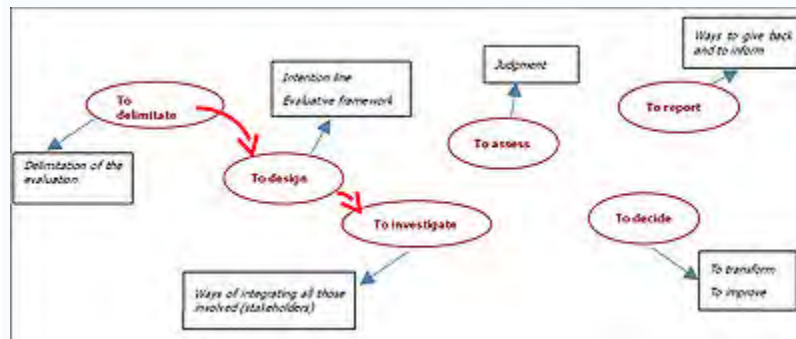 Ways to give back
and to inform
Judgment
Intention line
Evaluative framework
To
delimitate
To report
To assess
Delimitation of the
evaluation
To design
To investigate
To decide
Ways of integrating all those
involved (stakeholders)
To transform
To improve